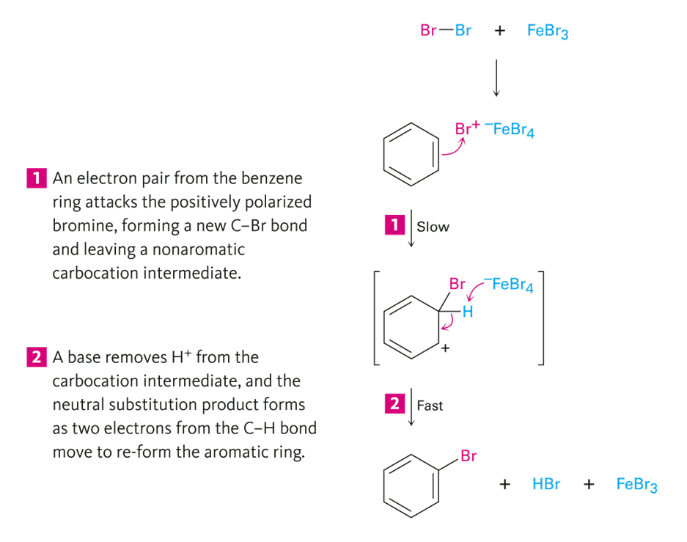 Br—Br + FeBr3
Br+ −FeBr4
1 An electron pair from the benzene
ring attacks the positively polarized
bromine, forming a new C–Br bond
and leaving a nonaromatic
carbocation intermediate.
1 Slow
Br −FeBr4
H
+
2 A base removes H+ from the
carbocation intermediate, and the
neutral substitution product forms
as two electrons from the C–H bond
move to re-form the aromatic ring.
2 Fast
Br
+ HBr + FeBr3